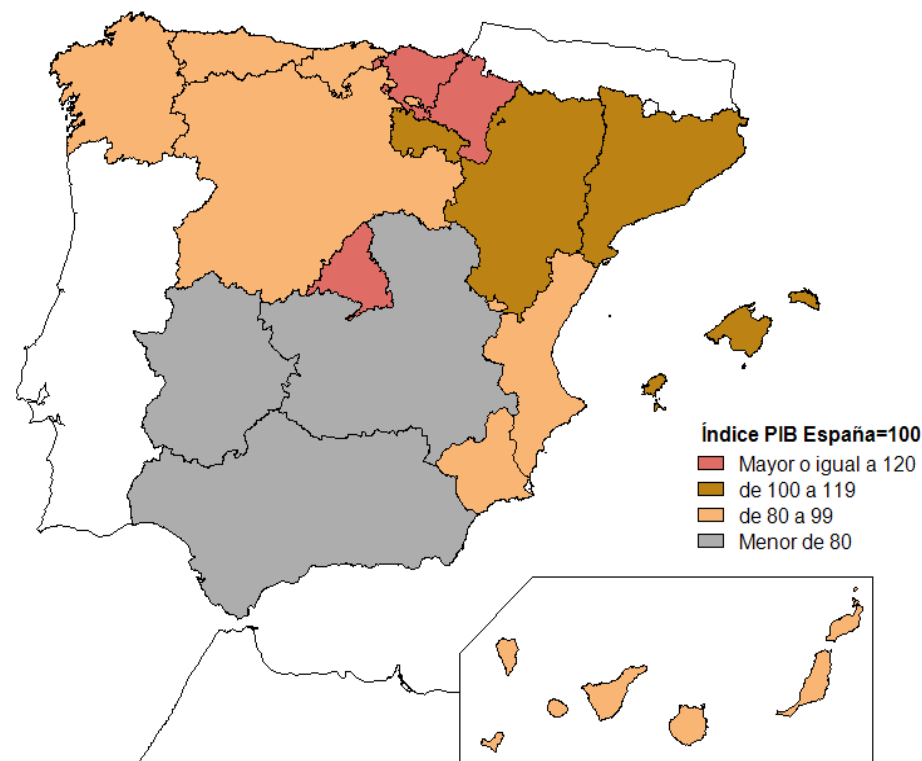 Índice PIB España=100
Mayor o igual a 120
de 100 a 119
de 80 a 99
Menor de 80